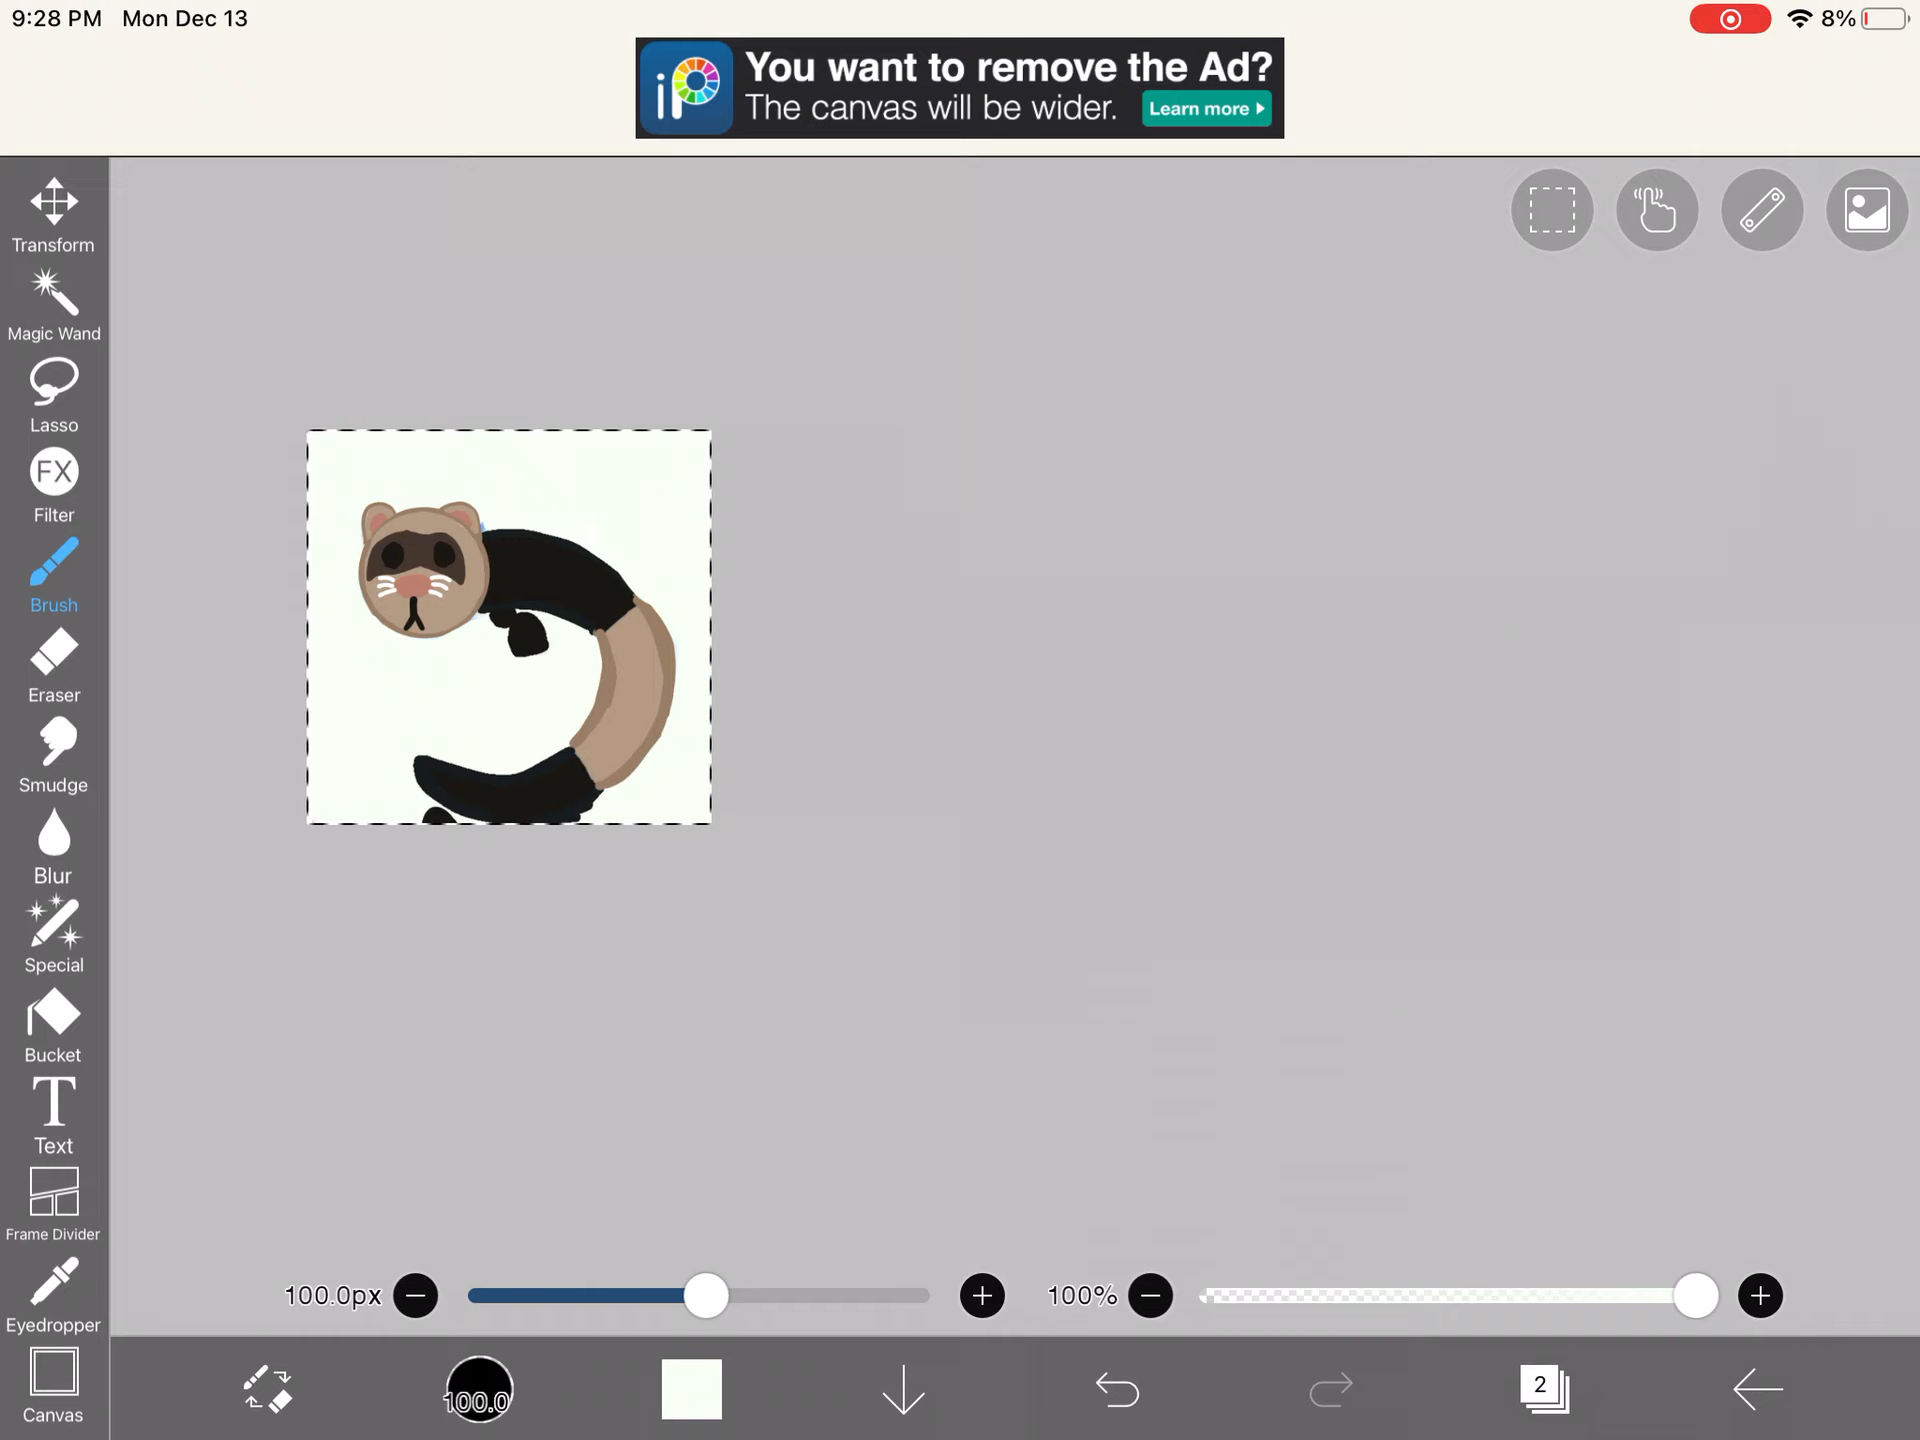 9:28 PM Mon Dec 13
8%
iP
You want to remove the Ad?
The canvas will be wider.
Learn more
Transform
Magic Wand
Lasso
FX
Filter
Brush
Eraser
Smudge
Blur
Special
Bucket
T
Text
Frame Divider
Eyedropper
Canvas
100.0px
100%
100.0
2